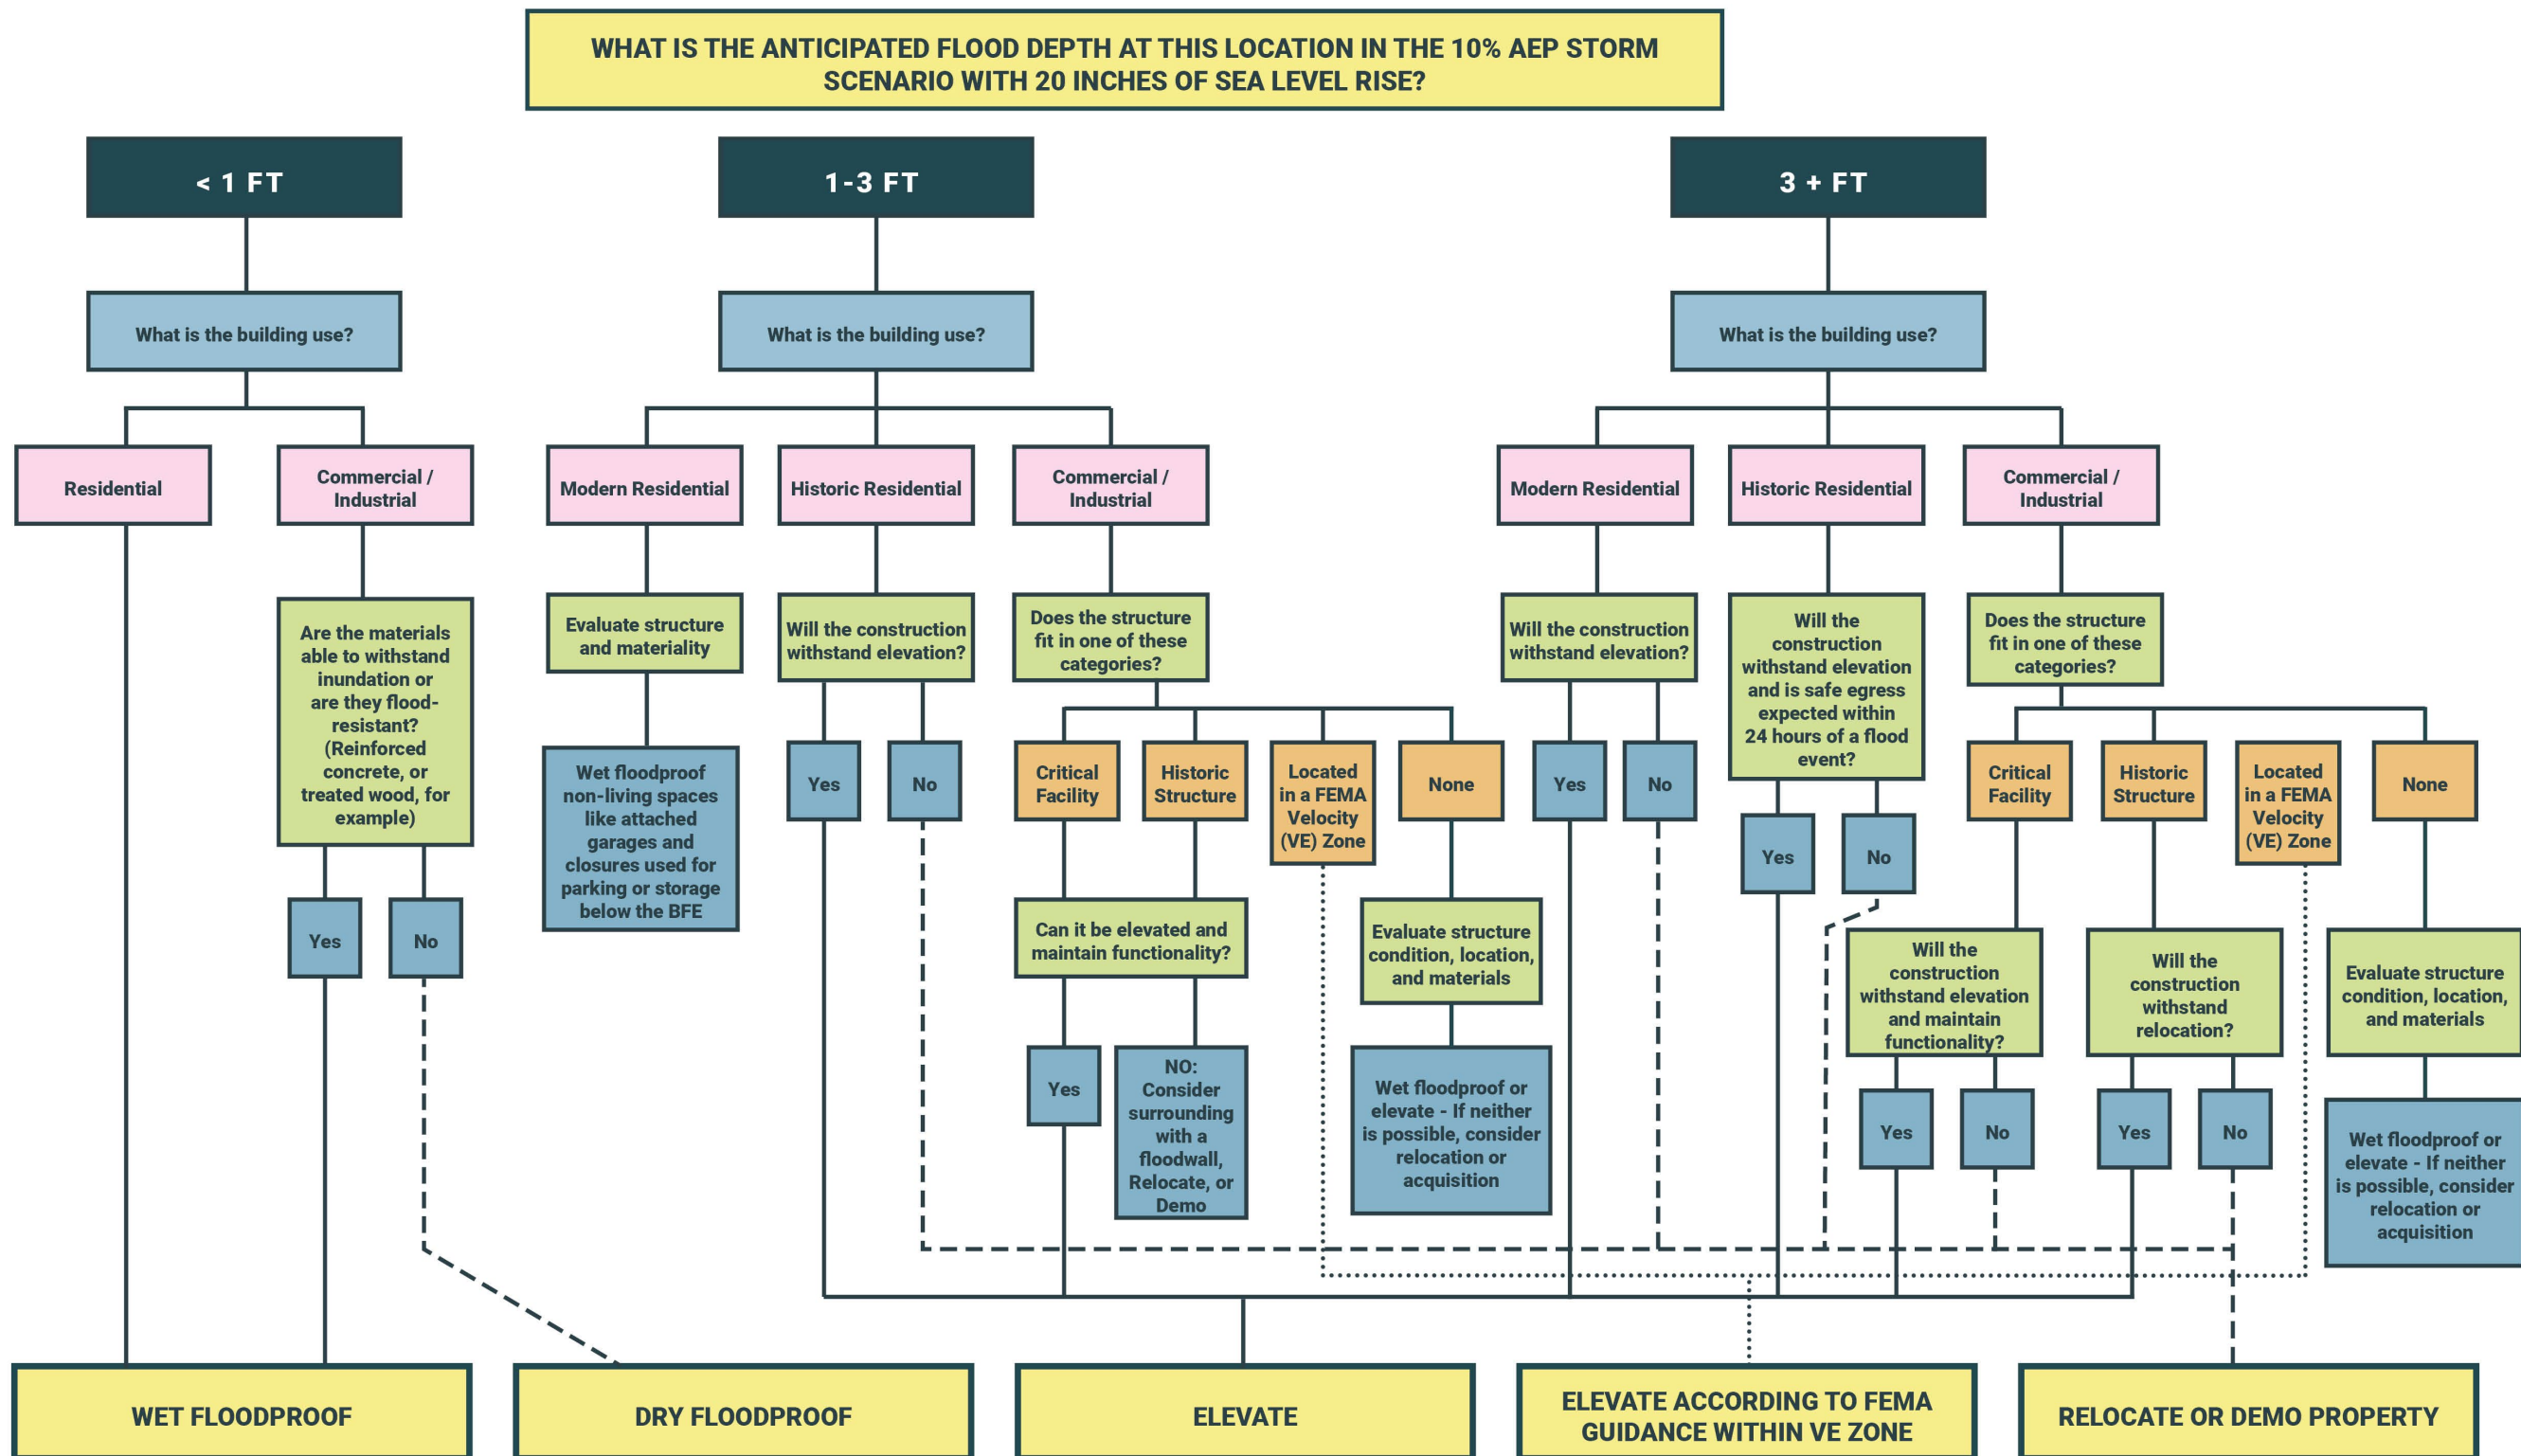 WHAT IS THE ANTICIPATED FLOOD DEPTH AT THIS LOCATION IN THE 10% AEP STORM
SCENARIO WITH 20 INCHES OF SEA LEVEL RISE?
< 1 FT
1-3 FT
3 + FT
What is the building use?
What is the building use?
What is the building use?
Residential
Commercial /
Industrial
Modern Residential
Historic Residential
Commercial /
Industrial
Modern Residential
Historic Residential
Commercial /
Industrial
Are the materials
able to withstand
inundation or
are they flood-
resistant?
(Reinforced
concrete, or
treated wood, for
example)
Evaluate structure
and materiality
Will the construction
withstand elevation?
Does the structure
fit in one of these
categories?
Will the construction
withstand elevation?
Will the
construction
withstand elevation
and is safe egress
expected within
24 hours of a flood
event?
Does the structure
fit in one of these
categories?
Wet floodproof
non-living spaces
like attached
garages and
closures used for
parking or storage
below the BFE
Yes
No
Critical
Facility
Historic
Structure
Located
in a FEMA
Velocity
(VE) Zone
None
Yes
No
Yes
No
Critical
Facility
Historic
Structure
Located
in a FEMA
Velocity
(VE) Zone
None
Yes
No
Can it be elevated and
maintain functionality?
Evaluate structure
condition, location,
and materials
Will the
construction
withstand elevation
and maintain
functionality?
Will the
construction
withstand
relocation?
Evaluate structure
condition, location,
and materials
Yes
NO:
Consider
surrounding
with a
floodwall,
Relocate, or
Demo
Wet floodproof or
elevate - If neither
is possible, consider
relocation or
acquisition
Yes
No
Yes
No
Wet floodproof or
elevate - If neither
is possible, consider
relocation or
acquisition
WET FLOODPROOF
DRY FLOODPROOF
ELEVATE
ELEVATE ACCORDING TO FEMA
GUIDANCE WITHIN VE ZONE
RELOCATE OR DEMO PROPERTY